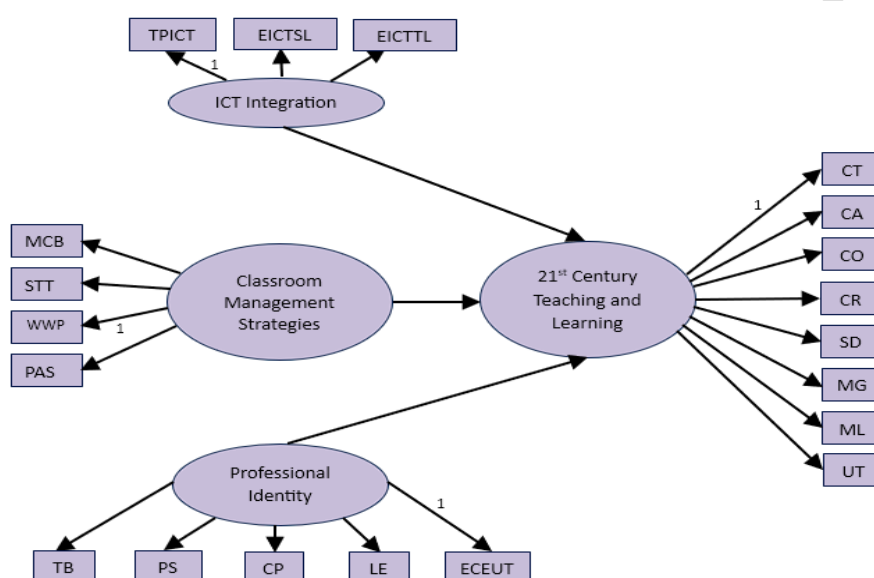 TPICT
EICTSL
EICTTL
1
ICT Integration
CT
1
CA
MCB
CO
STT
Classroom
Management
Strategies
21st Century
Teaching and
Learning
CR
WWP
1
SD
PAS
MG
ML
UT
Professional
Identity
1
TB
PS
CP
LE
ECEUT